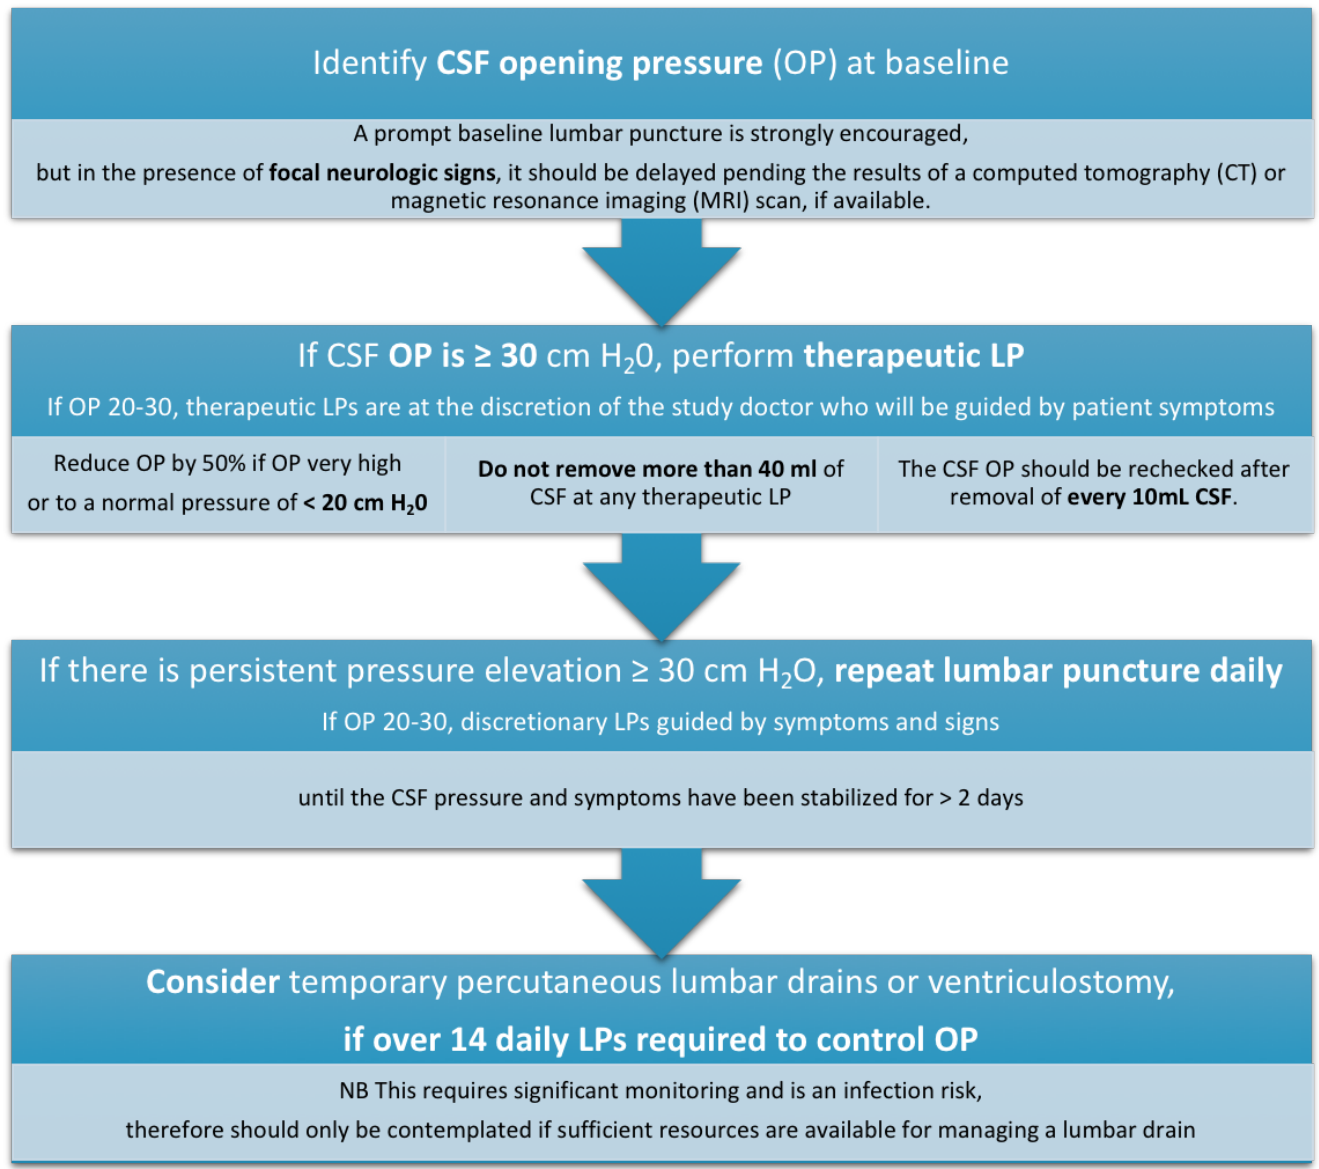 Identify CSF opening pressure (OP) at baseline
A prompt baseline lumbar puncture is strongly encouraged,
but in the presence of focal neurologic signs, it should be delayed pending the results of a computed tomography (CT) or
magnetic resonance imaging (MRI) scan, if available.
If CSF OP is ≥ 30 cm H₂0, perform therapeutic LP
If OP 20-30, therapeutic LPs are at the discretion of the study doctor who will be guided by patient symptoms
Reduce OP by 50% if OP very high
or to a normal pressure of < 20 cm H₂0
Do not remove more than 40 ml of
CSF at any therapeutic LP
The CSF OP should be rechecked after
removal of every 10mL CSF.
If there is persistent pressure elevation ≥ 30 cm H₂O, repeat lumbar puncture daily
If OP 20-30, discretionary LPs guided by symptoms and signs
until the CSF pressure and symptoms have been stabilized for > 2 days
Consider temporary percutaneous lumbar drains or ventriculostomy,
if over 14 daily LPs required to control OP
NB This requires significant monitoring and is an infection risk,
therefore should only be contemplated if sufficient resources are available for managing a lumbar drain